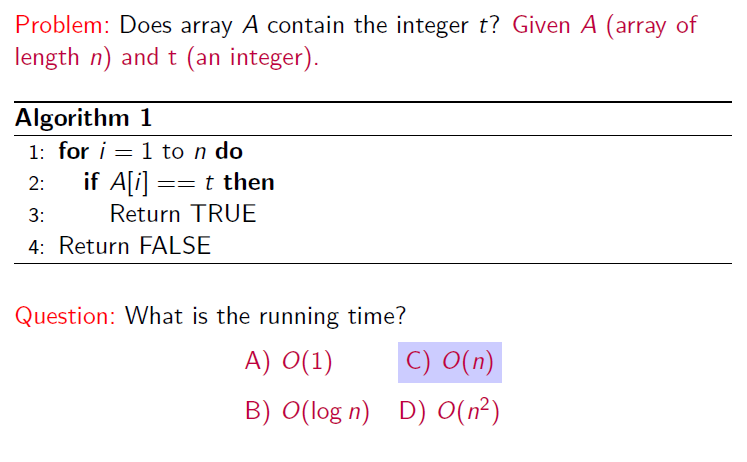 Problem: Does array A contain the integer t? Given A (array of
length n) and t (an integer).
Algorithm 1
1: for i = 1 to n do
2: if A[i] == t then
3: Return TRUE
4: Return FALSE
Question: What is the running time?
A) O(1) C) O(n)
B) O(log n) D) O(n²)